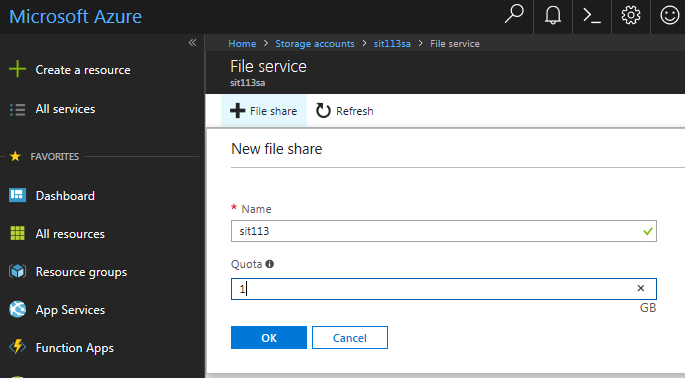 Microsoft Azure
Create a resource
All services
FAVORITES
Dashboard
All resources
Resource groups
App Services
Function Apps
Home > Storage accounts > sit113sa > File service
File service
sit113sa
File share Refresh
New file share
* Name
sit113
Quota
1
GB
OK Cancel